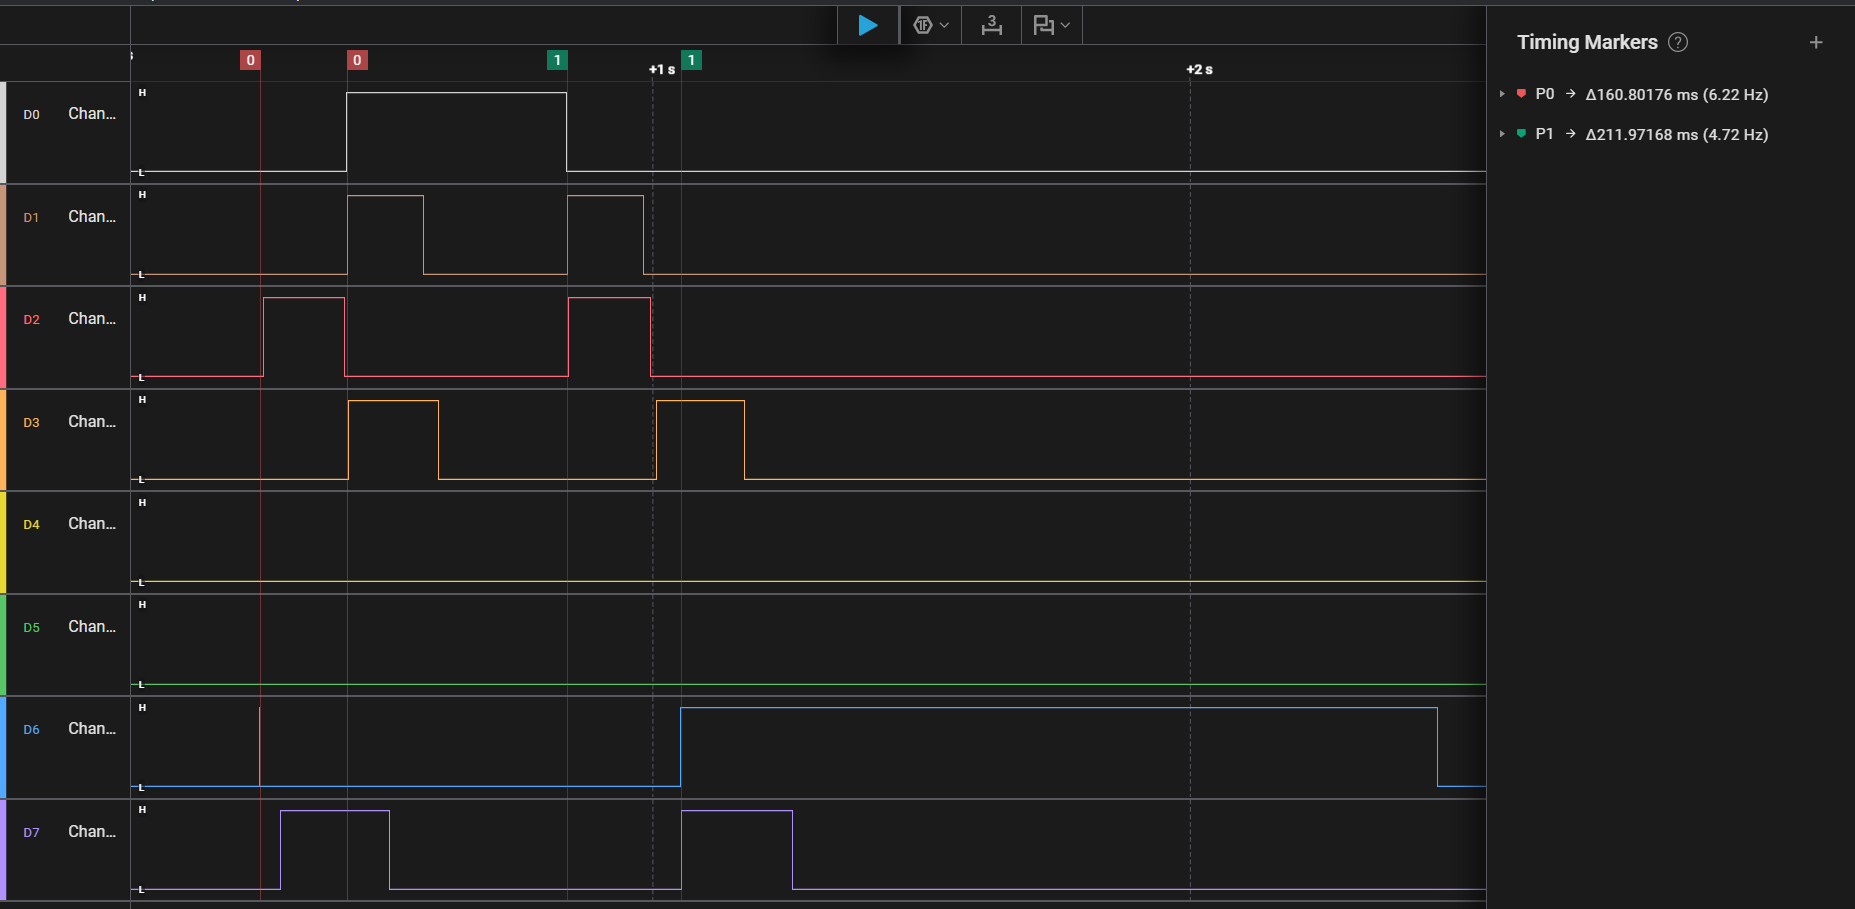 3
Timing Markers ?
0 0 1 +1 s 1 +2 s
P0 → Δ160.80176 ms (6.22 Hz)
P1 → Δ211.97168 ms (4.72 Hz)
D0 Chan... H
L
D1 Chan... H
L
D2 Chan... H
L
D3 Chan... H
L
D4 Chan... H
L
D5 Chan... H
L
D6 Chan... H
L
D7 Chan... H
L